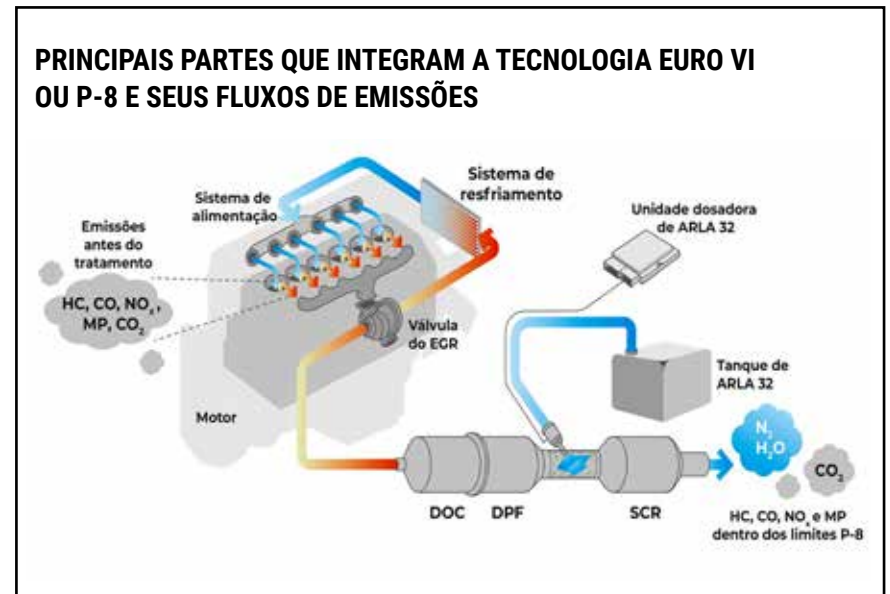 PRINCIPAIS PARTES QUE INTEGRAM A TECNOLOGIA EURO VI
OU P-8 E SEUS FLUXOS DE EMISSÕES
Sistema de
resfriamento
Sistema de
alimentação
Unidade dosadora
de ARLA 32
Emissões
antes do
tratamento
HC, CO, NOₓ,
MP, CO₂
Válvula
do EGR
Tanque de
ARLA 32
Motor
N₂
H₂O
CO₂
DOC DPF SCR
HC, CO, NOₓ e MP
dentro dos limites P-8